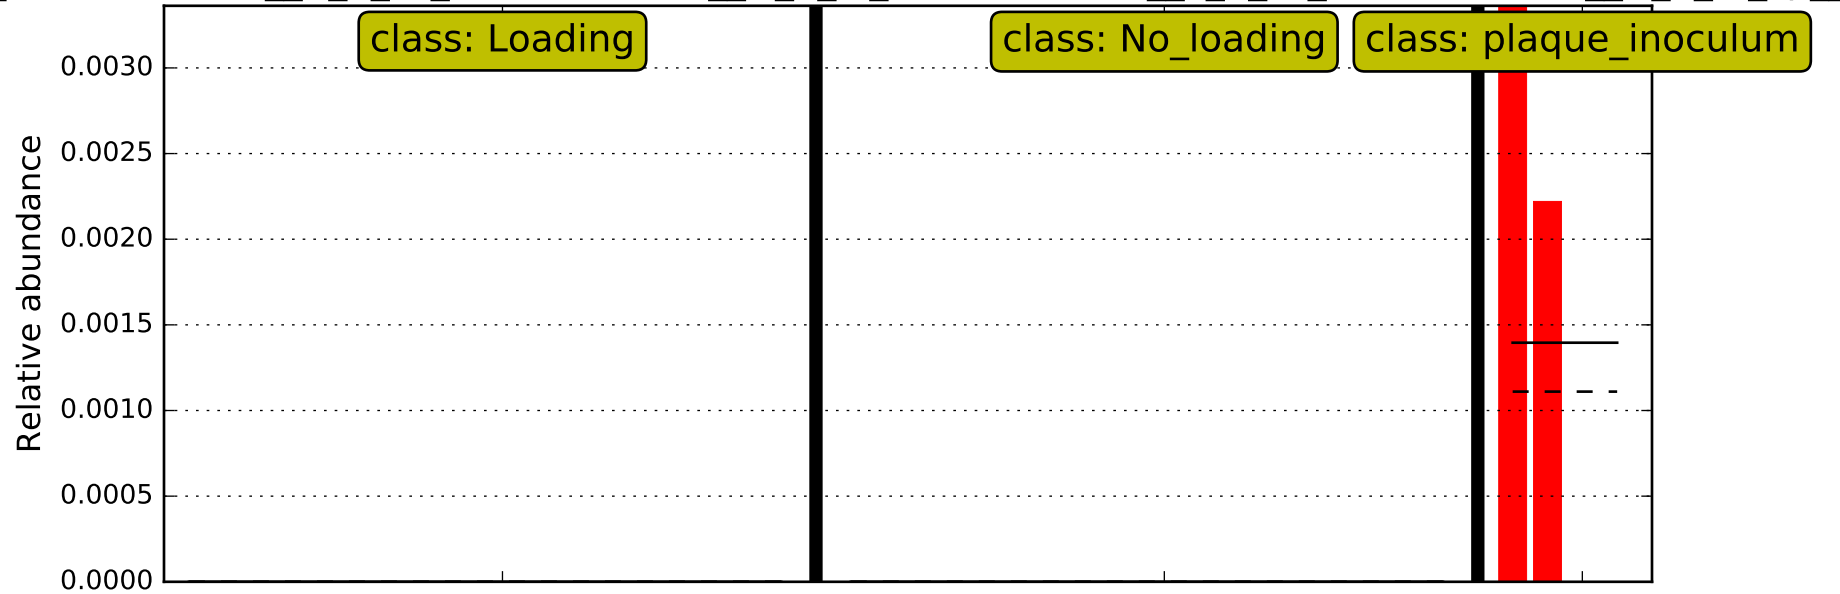 class: Loading
class: No_loading
class: plaque_inoculum
Relative abundance
0.0030
0.0025
0.0020
0.0015
0.0010
0.0005
0.0000